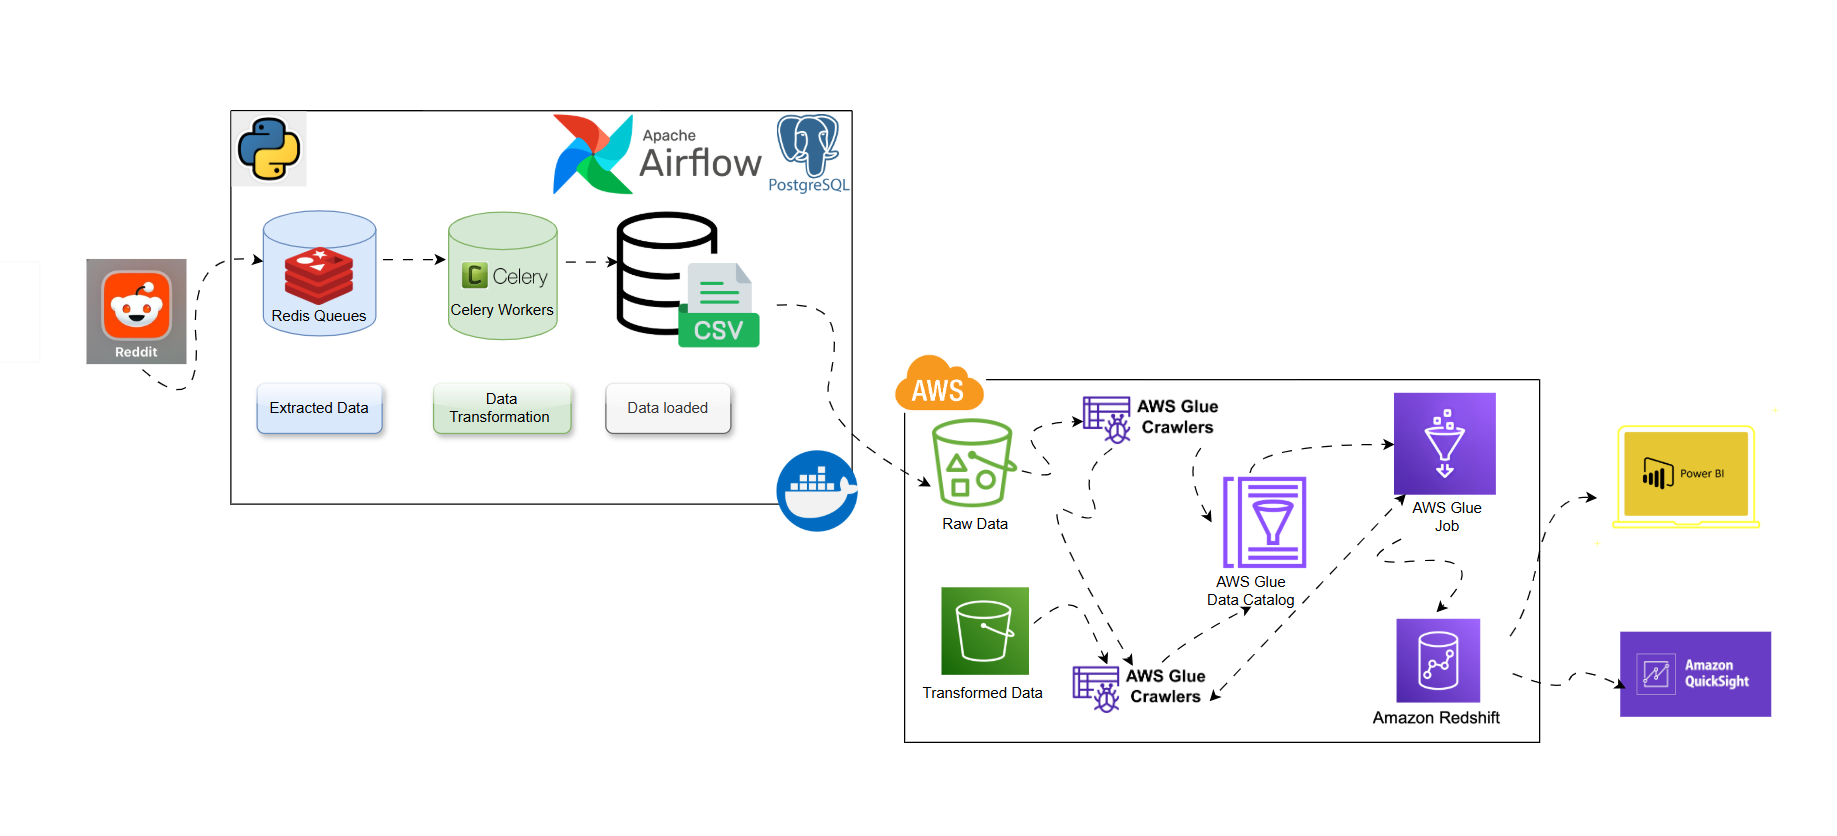 Apache
Airflow
PostgreSQL
Reddit
Redis Queues
Celery
Celery Workers
CSV
Extracted Data
Data
Transformation
Data loaded
AWS
Raw Data
AWS Glue
Crawlers
AWS Glue
Data Catalog
AWS Glue
Job
Transformed Data
AWS Glue
Crawlers
Amazon Redshift
Power BI
Amazon
QuickSight